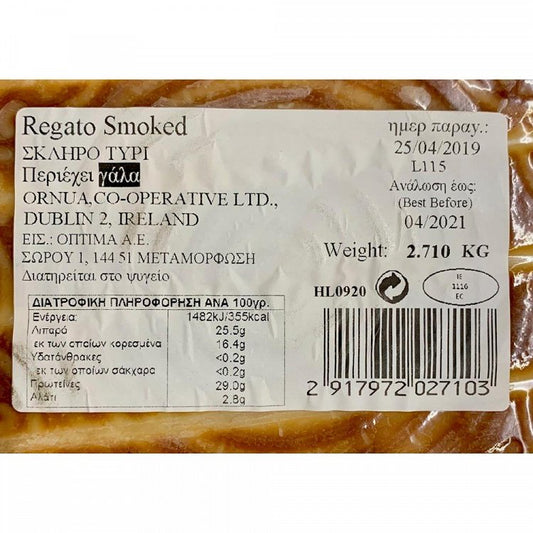 Regato Smoked
ΣΚΛΗΡΟ ΤΥΡΙ
Περιέχει γάλα
ORNUA,CO-OPERATIVE LTD.,
DUBLIN 2, IRELAND
ΕΙΣ.: ΟΠΤΙΜΑ Α.Ε.
ΣΩΡΟΥ 1, 144 51 ΜΕΤΑΜΟΡΦΩΣΗ
Διατηρείται στο ψυγείο
ημερ παραγ.:
25/04/2019
L115
Ανάλωση έως:
(Best Before)
04/2021
Weight: 2.710 KG
HL0920
IE
1116
EC
ΔΙΑΤΡΟΦΙΚΗ ΠΛΗΡΟΦΟΡΗΣΗ ΑΝΑ 100γρ.
Ενέργεια: 1482kJ/355kcal
Λιπαρό 25.5g
εκ των οποίων κορεσμένα 16.4g
Υδατάνθρακες <0.2g
εκ των οποίων σάκχαρα <0.2g
Πρωτεΐνες 29.0g
Αλάτι 2.8g
2 917972 027103